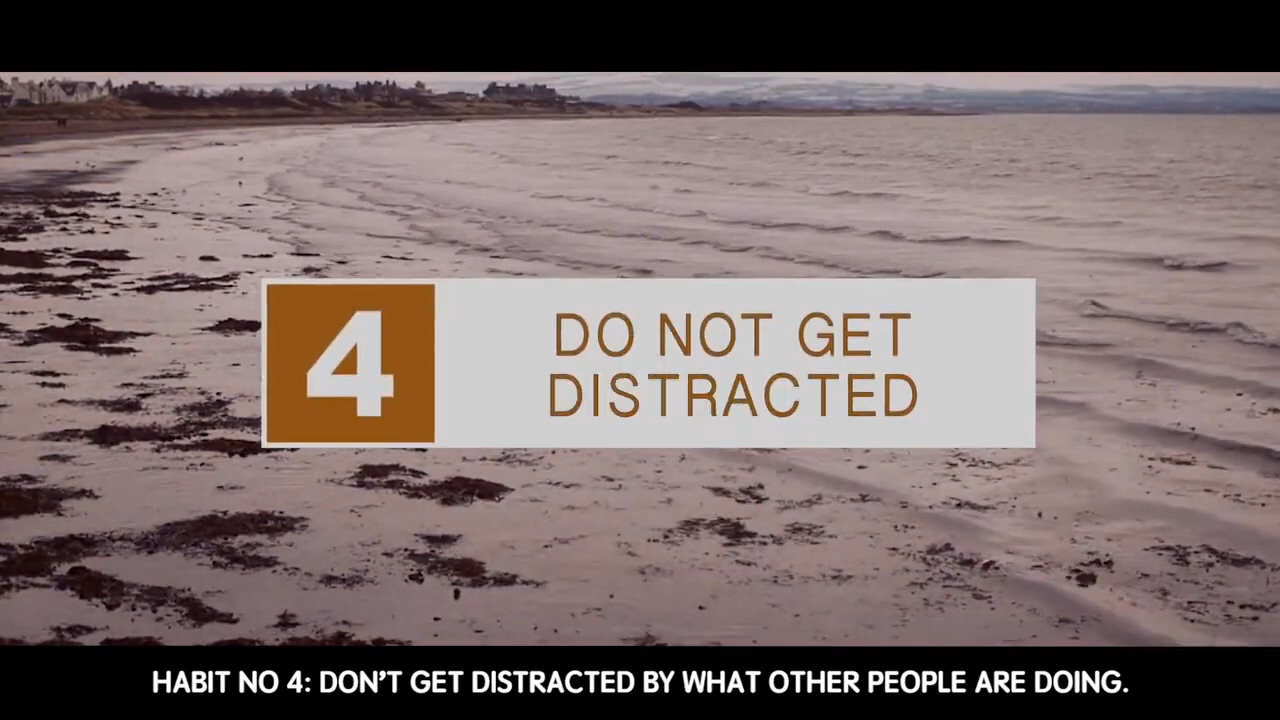 4
DO NOT GET
DISTRACTED
HABIT NO 4: DON'T GET DISTRACTED BY WHAT OTHER PEOPLE ARE DOING.